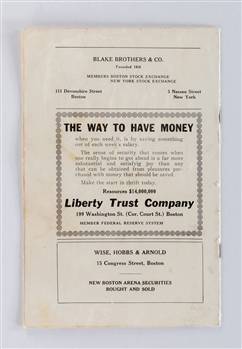 BLAKE BROTHERS & CO.
Founded 1858
MEMBERS BOSTON STOCK EXCHANGE
NEW YORK STOCK EXCHANGE
111 Devonshire Street
Boston
5 Nassau Street
New York
THE WAY TO HAVE MONEY
when you need it, is by saving something
out of each week's salary
The sense of security that comes when
one really begins to get ahead is a far more
substantial and satisfying joy than any
that can be obtained from pleasures pur-
chased with money that should be saved.
Make the start in thrift today.
Resources $14,000,000
Liberty Trust Company
199 Washington St. (Cor. Court St.) Boston
MEMBER FEDERAL RESERVE SYSTEM
WISE, HOBBS & ARNOLD
15 Congress Street, Boston
NEW BOSTON ARENA SECURITIES
BOUGHT AND SOLD